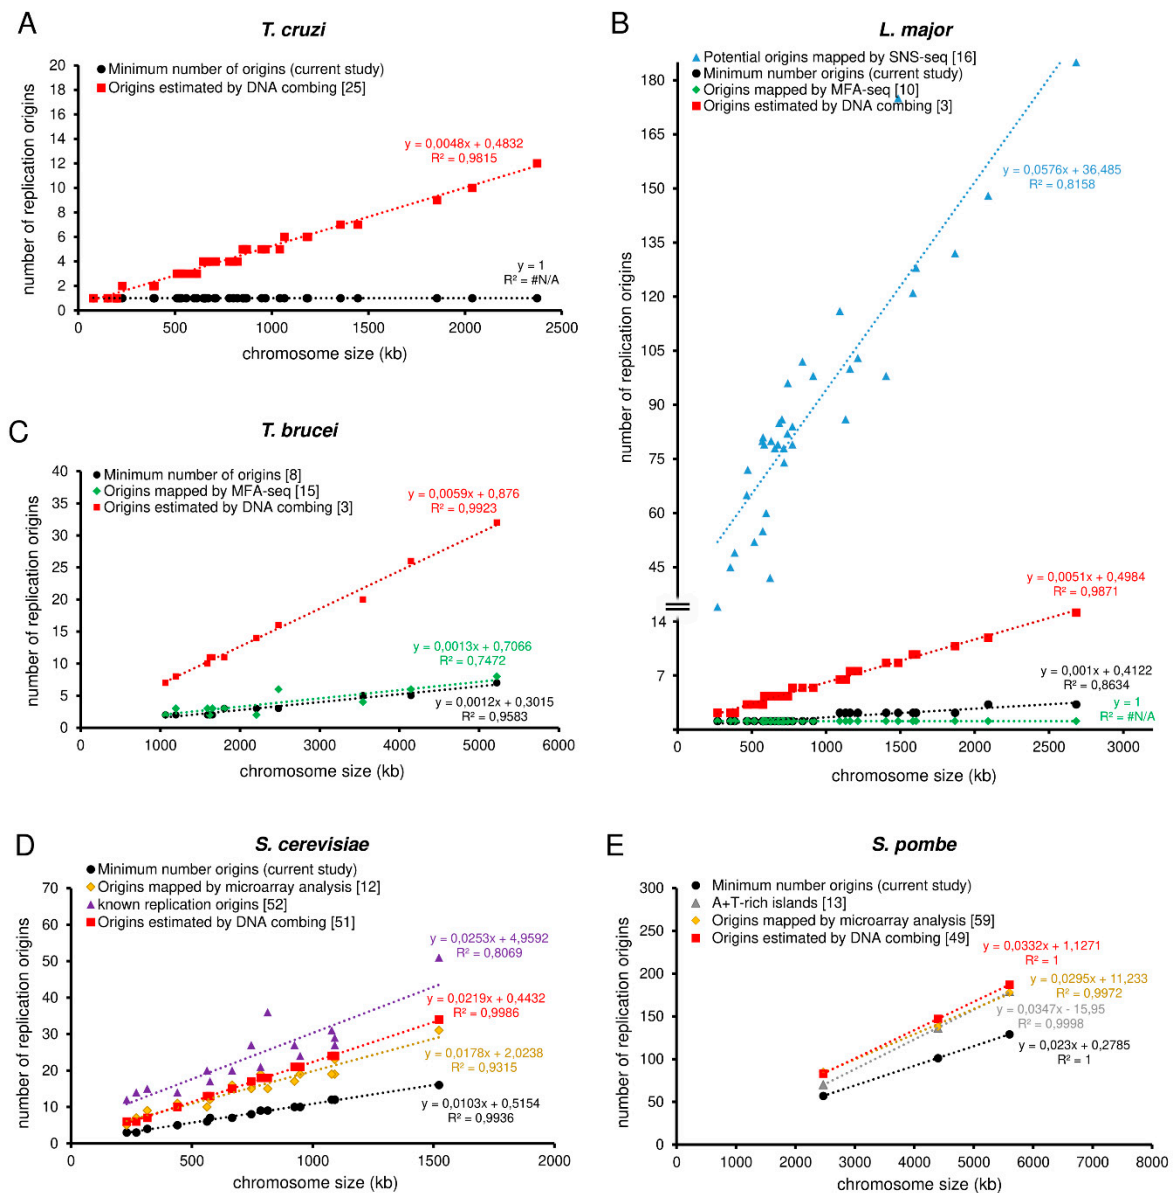 A
T. cruzi
Minimum number of origins (current study)
Origins estimated by DNA combing [25]
number of replication origins
20
18
16
14
12
10
8
6
4
2
0
y = 0,0048x + 0,4832
R² = 0,9815
y = 1
R² = #N/A
0 500 1000 1500 2000 2500
chromosome size (kb)
B
L. major
Potential origins mapped by SNS-seq [16]
Minimum number origins (current study)
Origins mapped by MFA-seq [10]
Origins estimated by DNA combing [3]
number of replication origins
180
165
150
135
120
105
90
75
60
45
14
7
y = 0,0576x + 36,485
R² = 0,8158
y = 0,0051x + 0,4984
R² = 0,9871
y = 0,001x + 0,4122
R² = 0,8634
y = 1
R² = #N/A
0 500 1000 1500 2000 2500 3000
chromosome size (kb)
C
T. brucei
Minimum number of origins [8]
Origins mapped by MFA-seq [15]
Origins estimated by DNA combing [3]
number of replication origins
40
35
30
25
20
15
10
5
0
y = 0,0059x + 0,876
R² = 0,9923
y = 0,0013x + 0,7066
R² = 0,7472
y = 0,0012x + 0,3015
R² = 0,9583
0 1000 2000 3000 4000 5000 6000
chromosome size (kb)
D
S. cerevisiae
Minimum number origins (current study)
Origins mapped by microarray analysis [12]
known replication origins [52]
Origins estimated by DNA combing [51]
number of replication origins
70
60
50
40
30
20
10
0
y = 0,0253x + 4,9592
R² = 0,8069
y = 0,0219x + 0,4432
R² = 0,9986
y = 0,0178x + 2,0238
R² = 0,9315
y = 0,0103x + 0,5154
R² = 0,9936
0 500 1000 1500 2000
chromosome size (kb)
E
S. pombe
Minimum number origins (current study)
A+T-rich islands [13]
Origins mapped by microarray analysis [59]
Origins estimated by DNA combing [49]
number of replication origins
300
250
200
150
100
50
0
y = 0,0332x + 1,1271
R² = 1
y = 0,0295x + 11,233
R² = 0,9972
y = 0,0347x - 15,95
R² = 0,9998
y = 0,023x + 0,2785
R² = 1
0 1000 2000 3000 4000 5000 6000 7000 8000
chromosome size (kb)